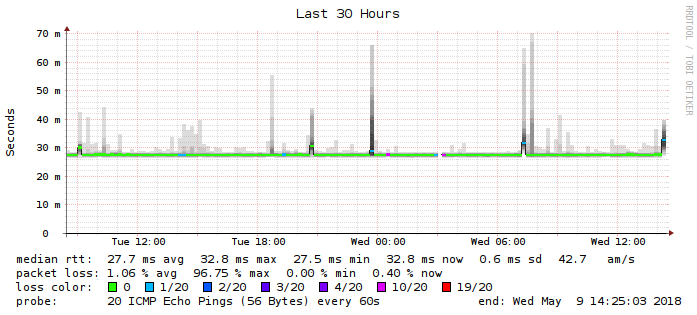 Last 30 Hours
RRDTOOL / TOBI OETIKER
Seconds
70 m
60 m
50 m
40 m
30 m
20 m
10 m
0
Tue 12:00 Tue 18:00 Wed 00:00 Wed 06:00 Wed 12:00
median rtt: 27.7 ms avg 32.8 ms max 27.5 ms min 32.8 ms now 0.6 ms sd 42.7 am/s
packet loss: 1.06 % avg 96.75 % max 0.00 % min 0.40 % now
loss color: 0 1/20 2/20 3/20 4/20 10/20 19/20
probe: 20 ICMP Echo Pings (56 Bytes) every 60s end: Wed May 9 14:25:03 2018